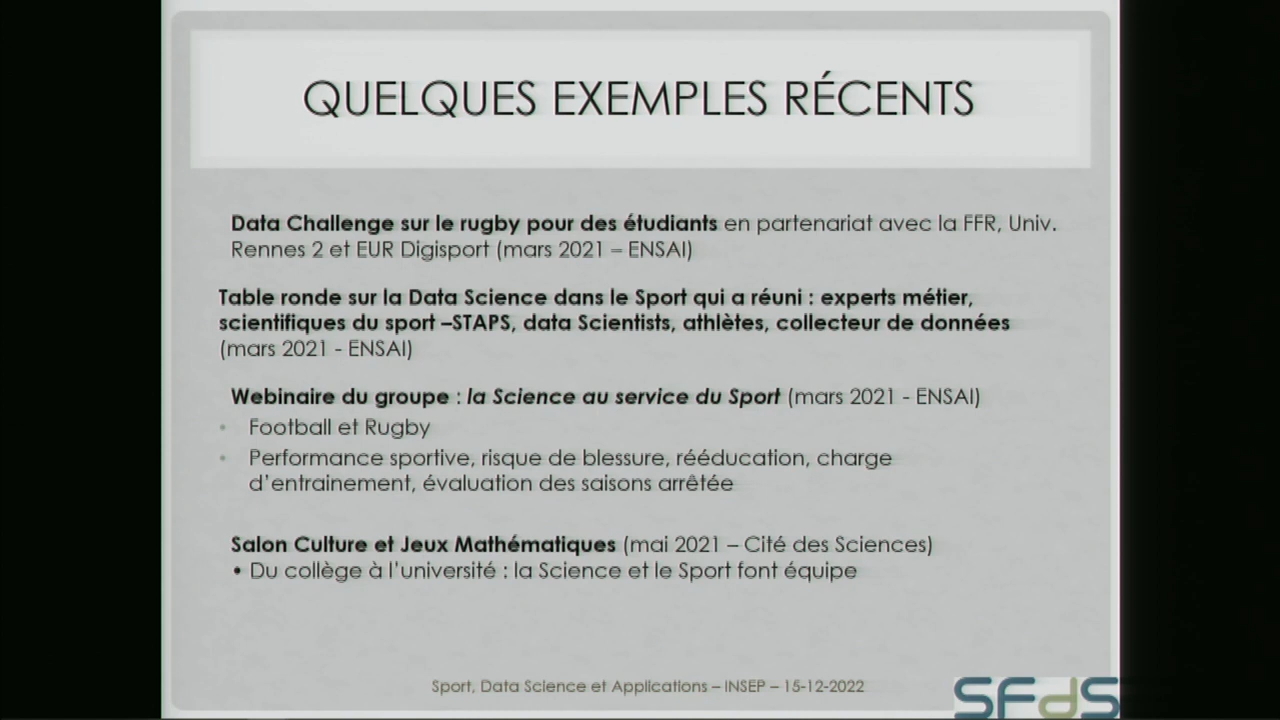 QUELQUES EXEMPLES RÉCENTS
Data Challenge sur le rugby pour des étudiants en partenariat avec la FFR, Univ.
Rennes 2 et EUR Digisport (mars 2021 – ENSAI)
Table ronde sur la Data Science dans le Sport qui a réuni : experts métier,
scientifiques du sport –STAPS, data Scientists, athlètes, collecteur de données
(mars 2021 - ENSAI)
Webinaire du groupe : la Science au service du Sport (mars 2021 - ENSAI)
• Football et Rugby
• Performance sportive, risque de blessure, rééducation, charge
d'entrainement, évaluation des saisons arrêtée
Salon Culture et Jeux Mathématiques (mai 2021 – Cité des Sciences)
• Du collège à l'université : la Science et le Sport font équipe
Sport, Data Science et Applications – INSEP – 15-12-2022
SFdS